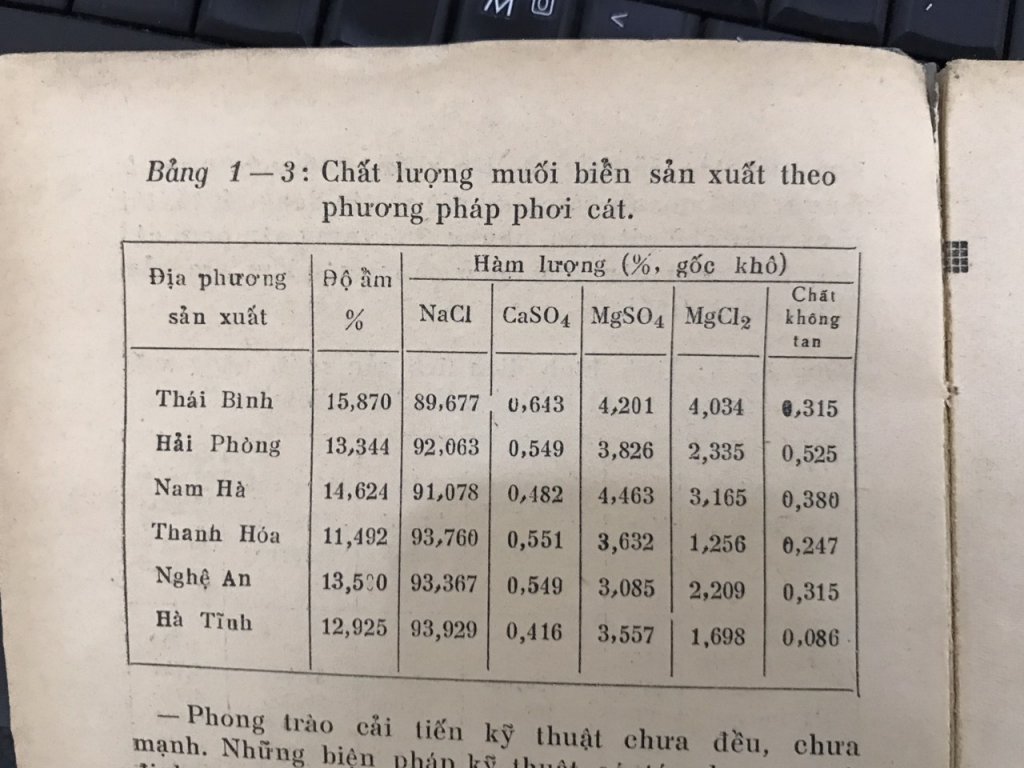 M
<
Bảng 1 — 3: Chất lượng muối biển sản xuất theo
phương pháp phơi cát.
Địa phương sản xuất | Độ ẩm % | Hàm lượng (%, gốc khô)
NaCl | CaSO4 | MgSO4 | MgCl2 | Chất không tan
Thái Bình 15,870 89,677 0,643 4,201 4,034 0,315
Hải Phòng 13,344 92,063 0,549 3,826 2,335 0,525
Nam Hà 14,624 91,078 0,482 4,463 3,165 0,380
Thanh Hóa 11,492 93,760 0,551 3,632 1,256 0,247
Nghệ An 93,367 0,549 3,085 2,209 0,315
Hà Tĩnh 12,925 93,929 0,416 3,557 1,698 0,086
— Phong trào cải tiến kỹ thuật chưa đều, chưa
mạnh. Những biện pháp kỹ thuật